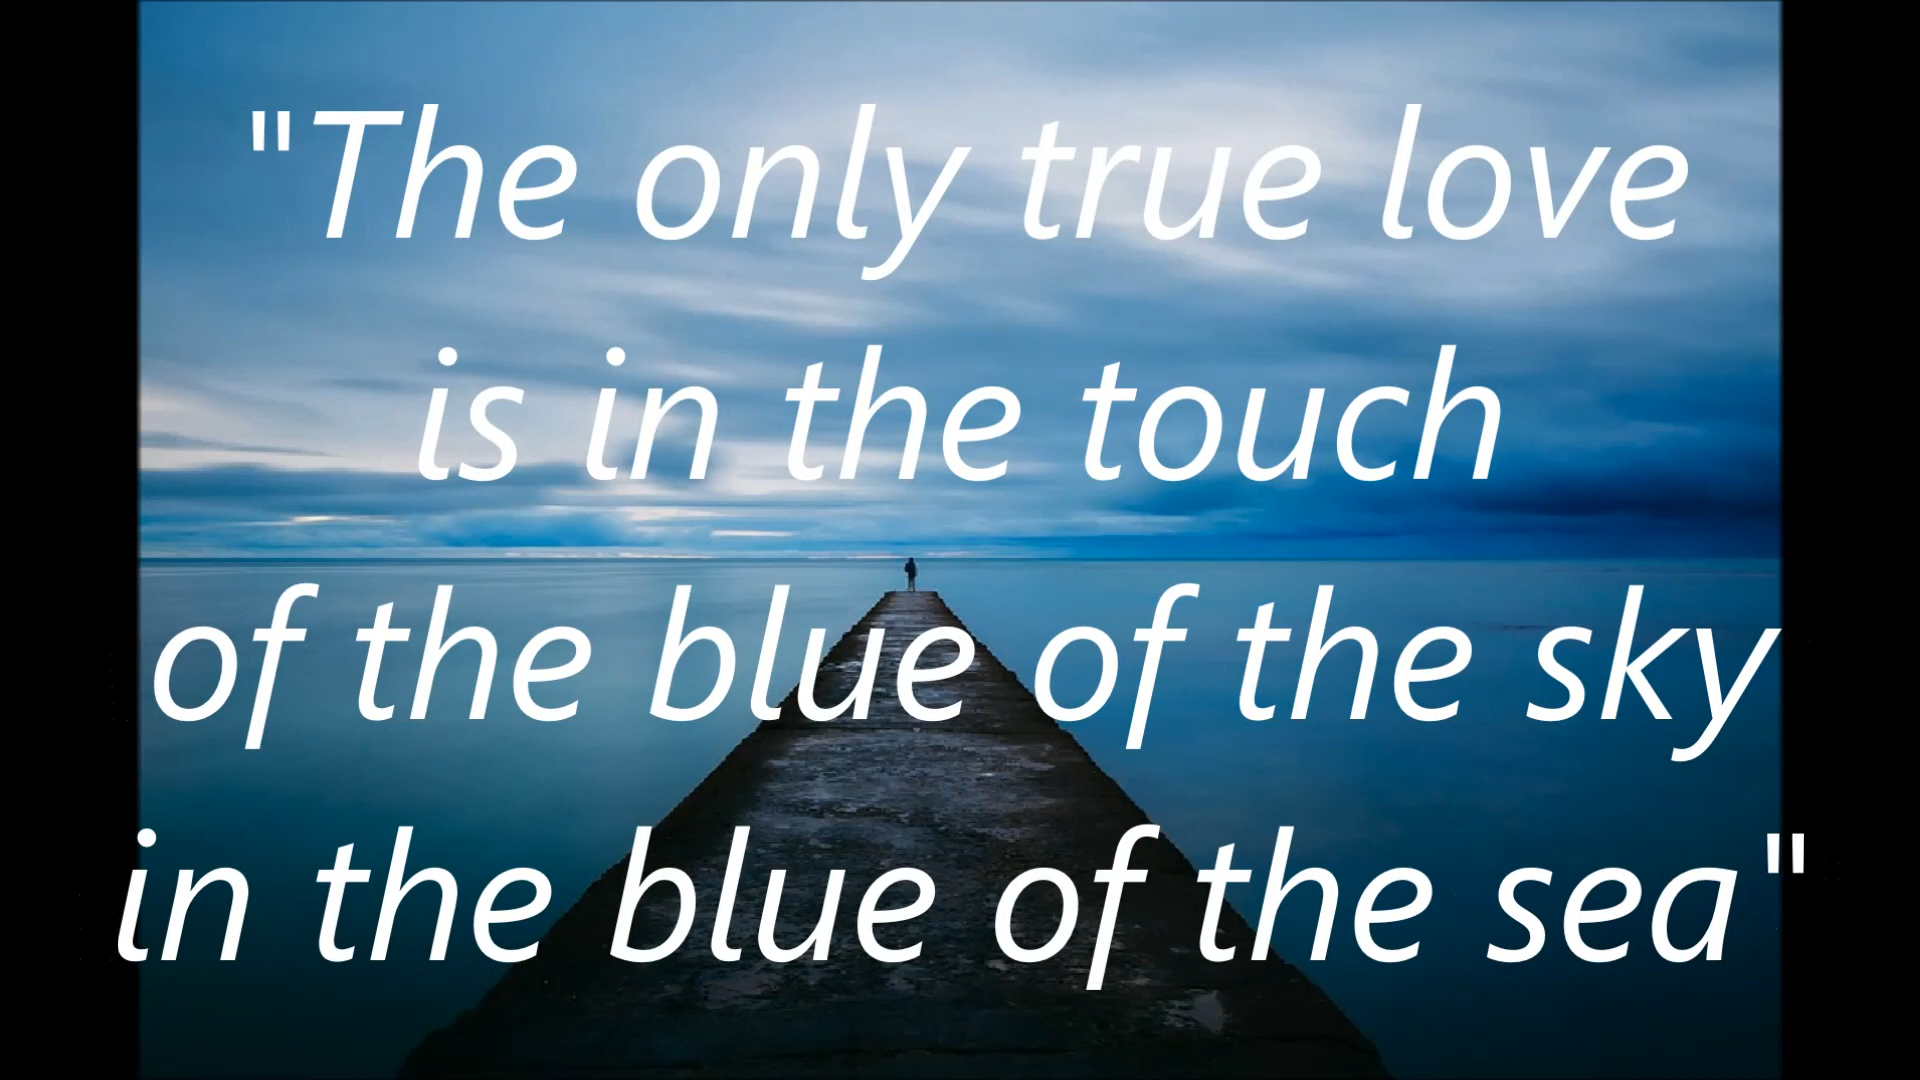 "The only true love
is in the touch
of the blue of the sky
in the blue of the sea"